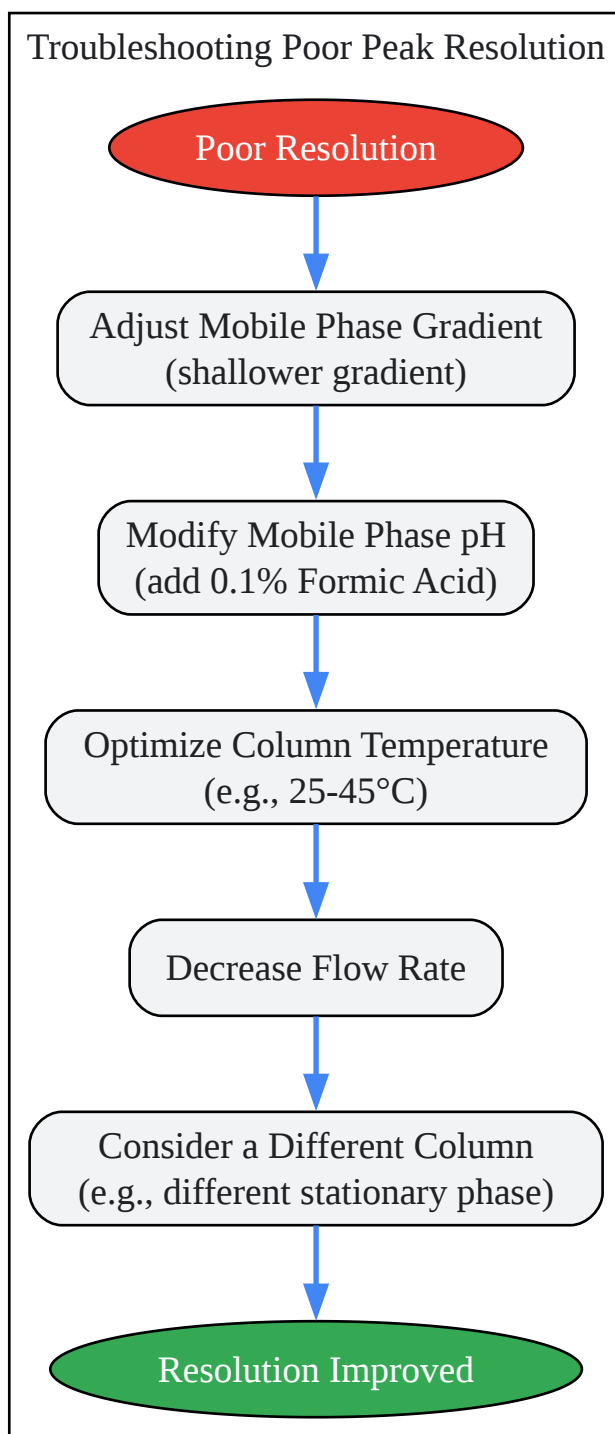 Troubleshooting Poor Peak Resolution
Poor Resolution
Adjust Mobile Phase Gradient
(shallower gradient)
Modify Mobile Phase pH
(add 0.1% Formic Acid)
Optimize Column Temperature
(e.g., 25-45°C)
Decrease Flow Rate
Consider a Different Column
(e.g., different stationary phase)
Resolution Improved